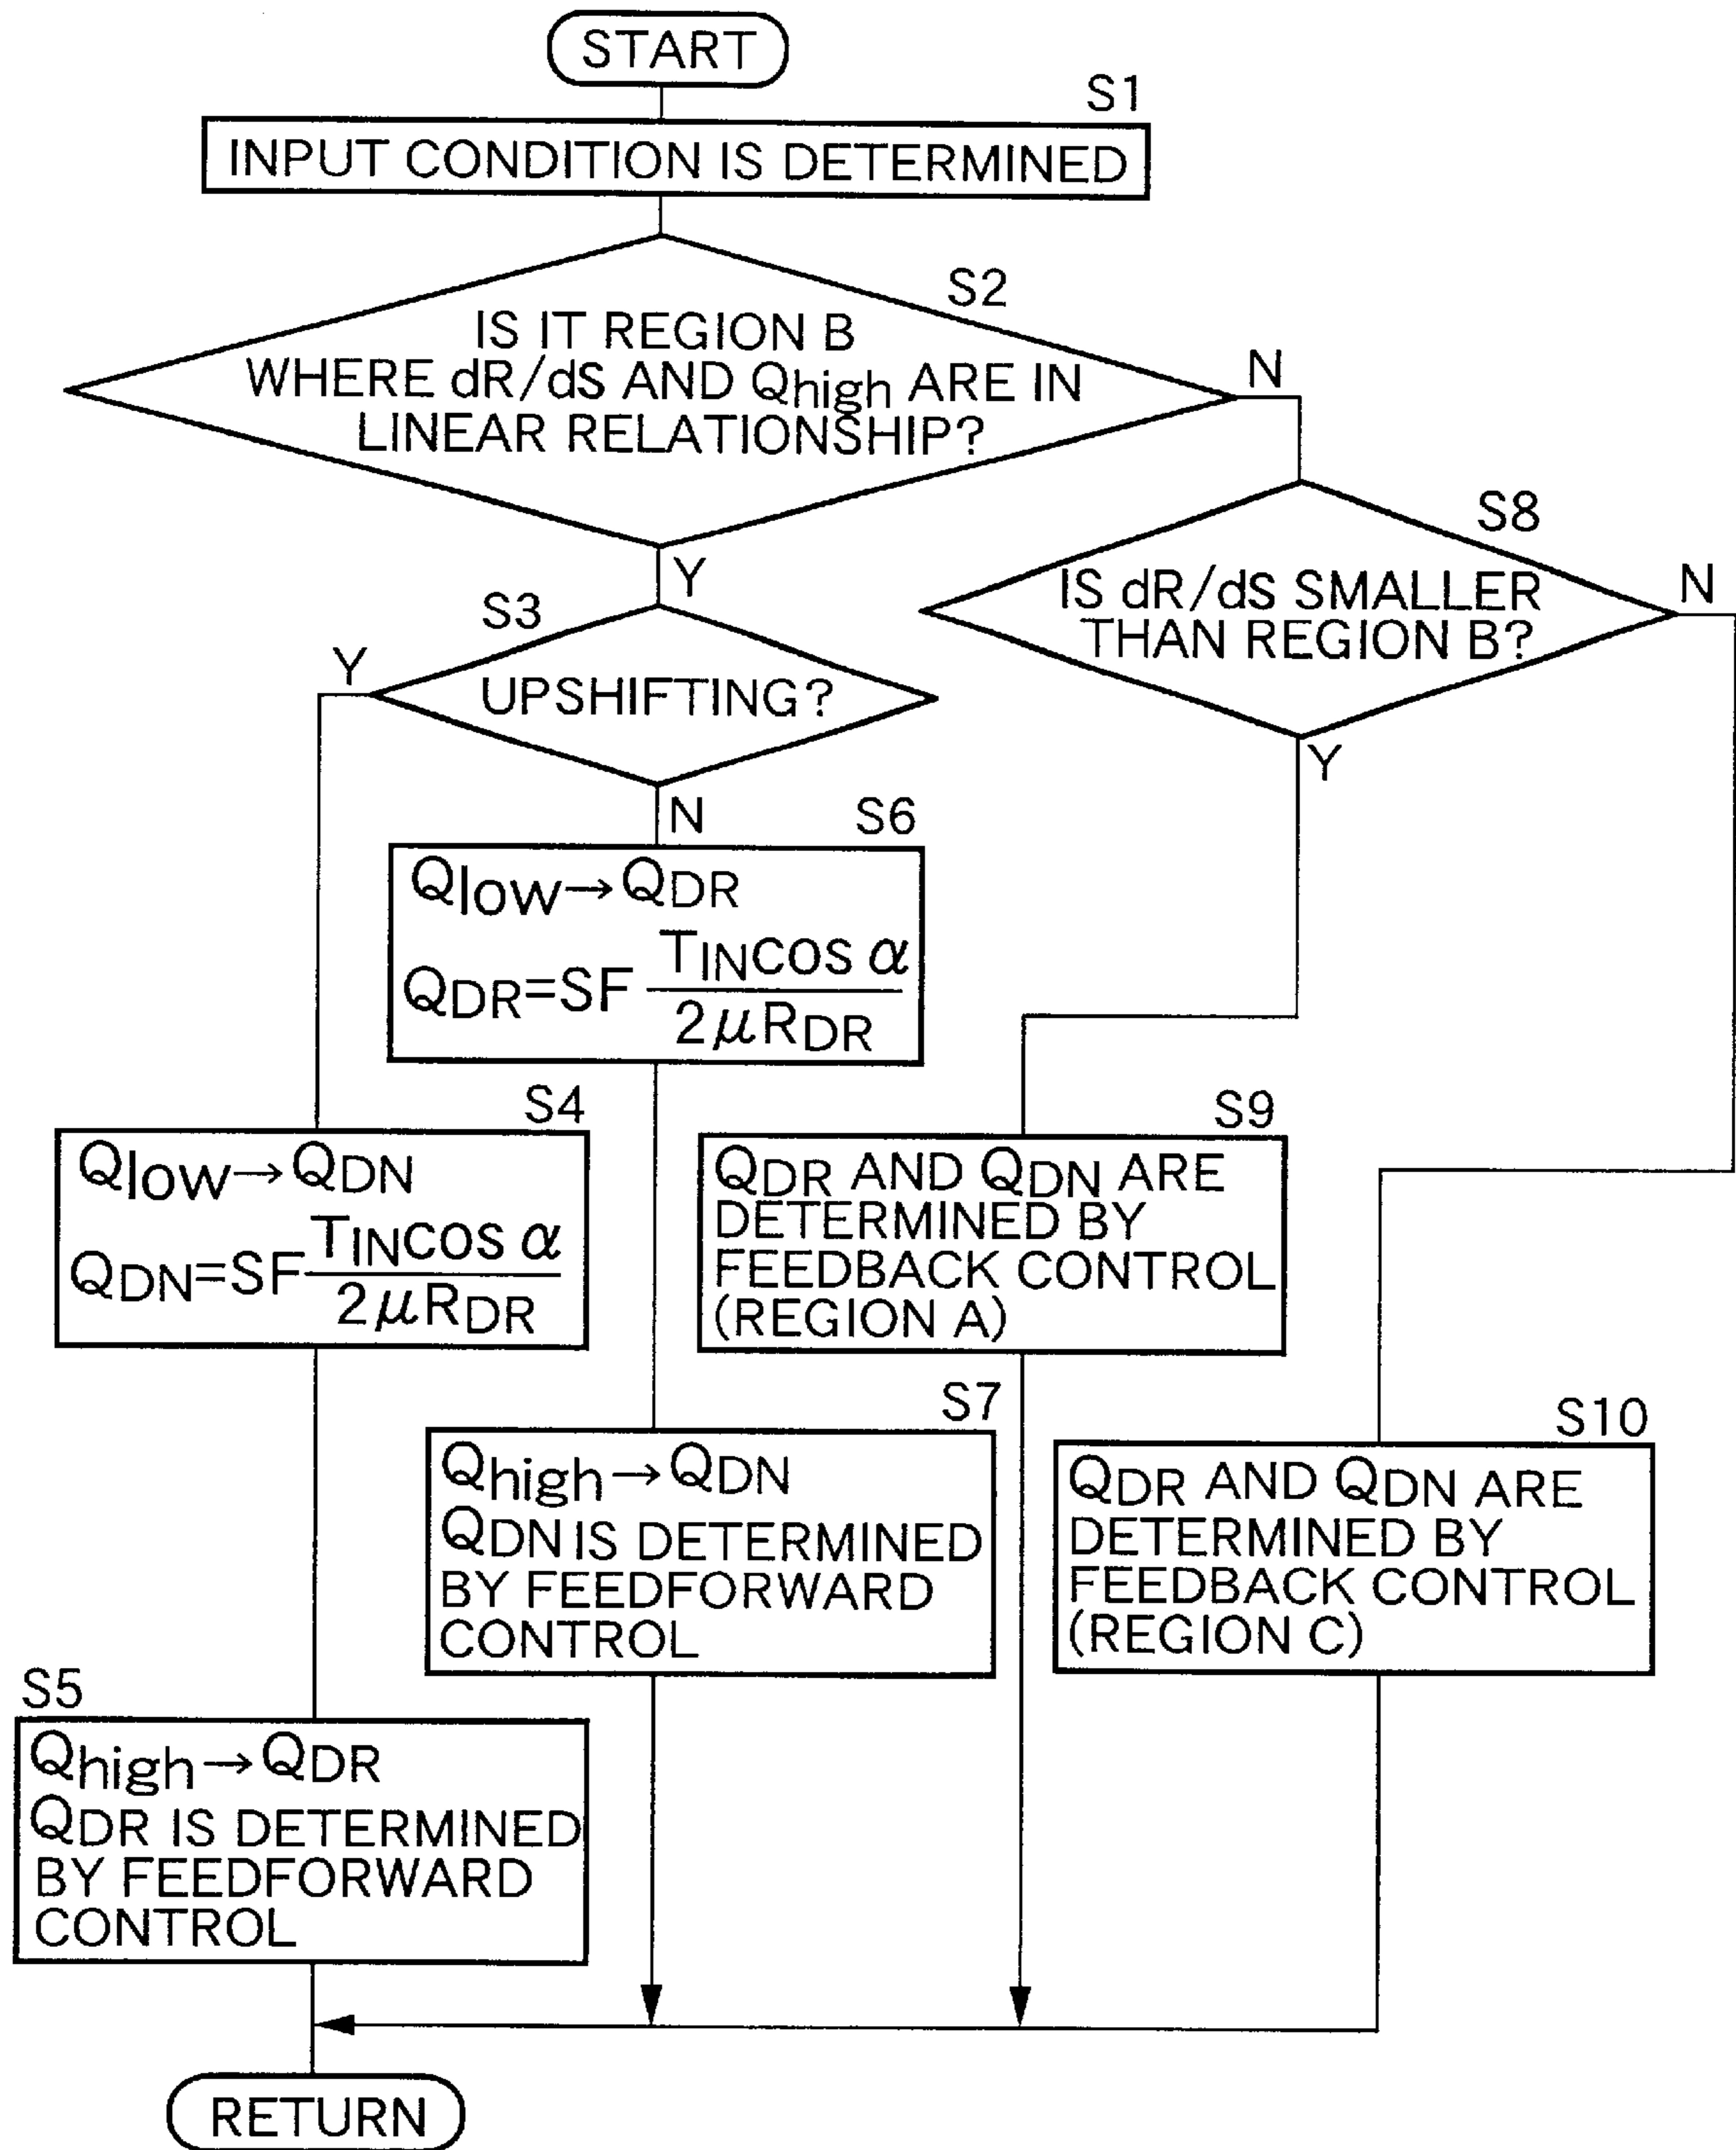 START
S1
INPUT CONDITION IS DETERMINED
S2
IS IT REGION B
WHERE dR/dS AND Qhigh ARE IN
LINEAR RELATIONSHIP?
N
Y
S8
IS dR/dS SMALLER
THAN REGION B?
N
Y
S3
UPSHIFTING?
Y
N
S6
Qlow→QDR
QDR=SF TINCOS α
2μRDR
S4
Qlow→QDN
QDN=SF TINCOS α
2μRDR
S9
QDR AND QDN ARE
DETERMINED BY
FEEDBACK CONTROL
(REGION A)
S7
Qhigh→QDN
QDN IS DETERMINED
BY FEEDFORWARD
CONTROL
S10
QDR AND QDN ARE
DETERMINED BY
FEEDBACK CONTROL
(REGION C)
S5
Qhigh→QDR
QDR IS DETERMINED
BY FEEDFORWARD
CONTROL
RETURN